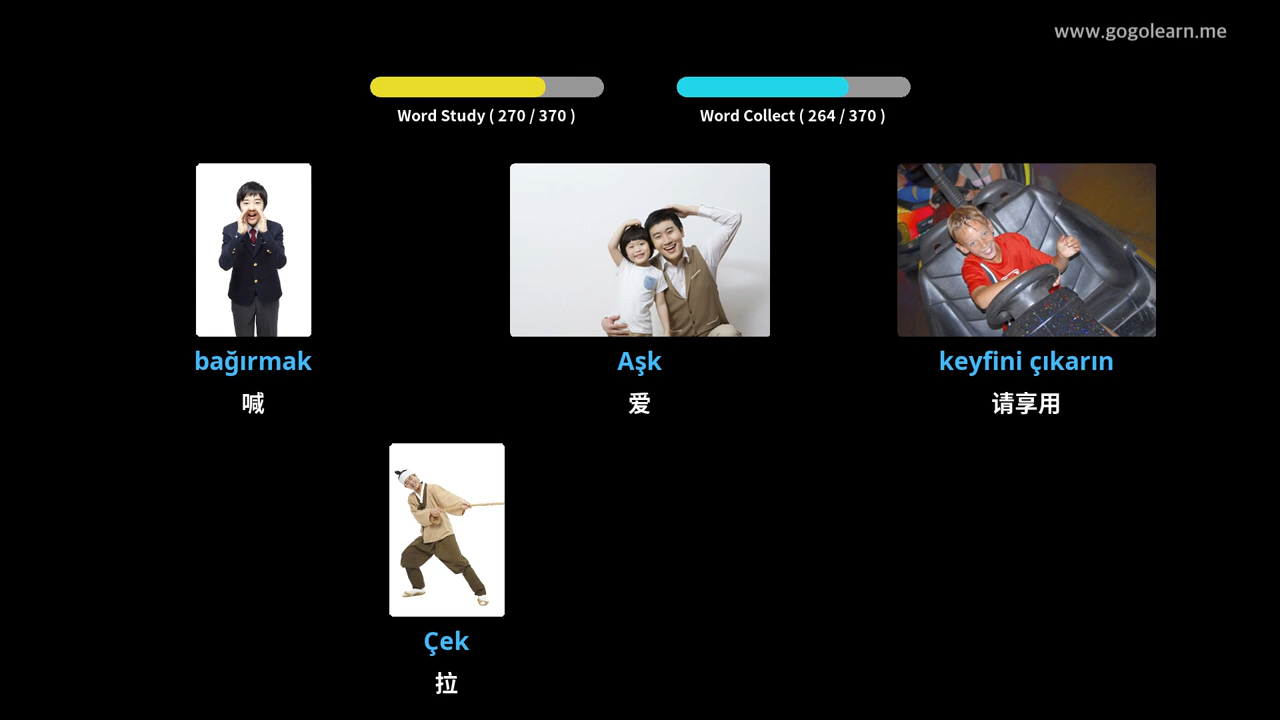 www.gogolearn.me
Word Study ( 270 / 370 )
Word Collect ( 264 / 370 )
bağırmak
喊
Aşk
爱
keyfini çıkarın
请享用
Çek
拉